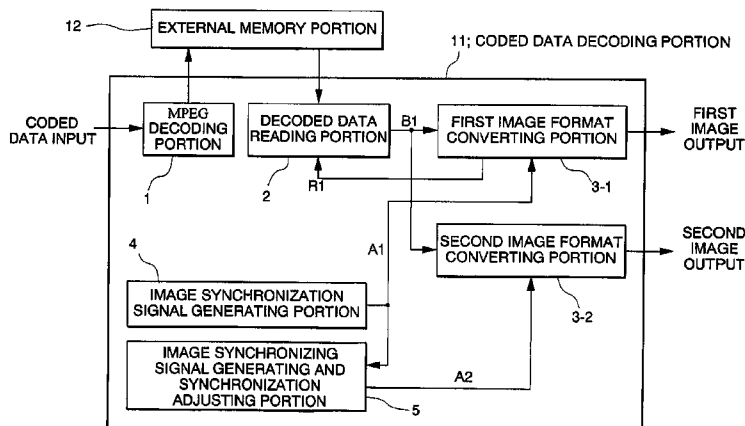 12
EXTERNAL MEMORY PORTION
11; CODED DATA DECODING PORTION
CODED
DATA INPUT
MPEG
DECODING
PORTION
1
DECODED DATA
READING PORTION
2
B1
R1
FIRST IMAGE FORMAT
CONVERTING PORTION
3-1
FIRST
IMAGE
OUTPUT
SECOND IMAGE FORMAT
CONVERTING PORTION
3-2
SECOND
IMAGE
OUTPUT
A1
4
IMAGE SYNCHRONIZATION
SIGNAL GENERATING PORTION
IMAGE SYNCHRONIZING
SIGNAL GENERATING AND
SYNCHRONIZATION
ADJUSTING PORTION
5
A2